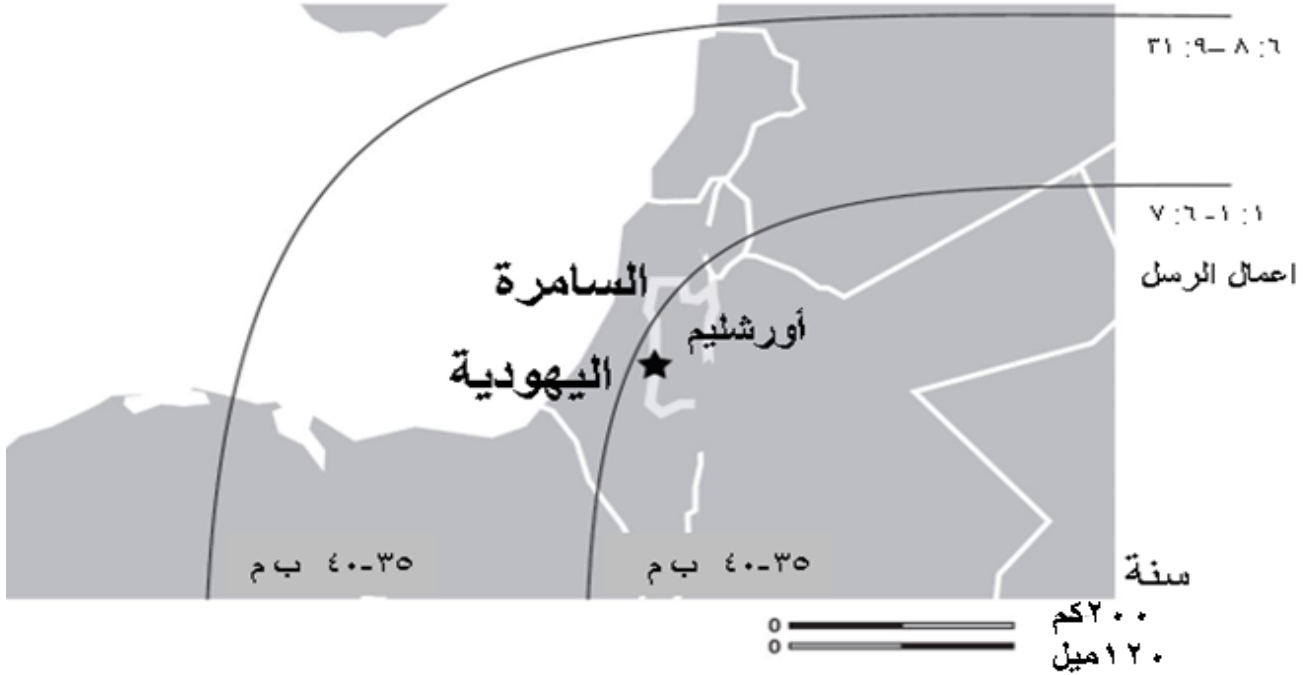 ٦: ٨ –٩: ٣١
١: ١- ٦: ٧
اعمال الرسل
السامرة
أورشليم
اليهودية
٣٥-٤٠ ب م
٣٥-٤٠ ب م
سنة
0
٢٠٠كم
0
١٢٠ميل